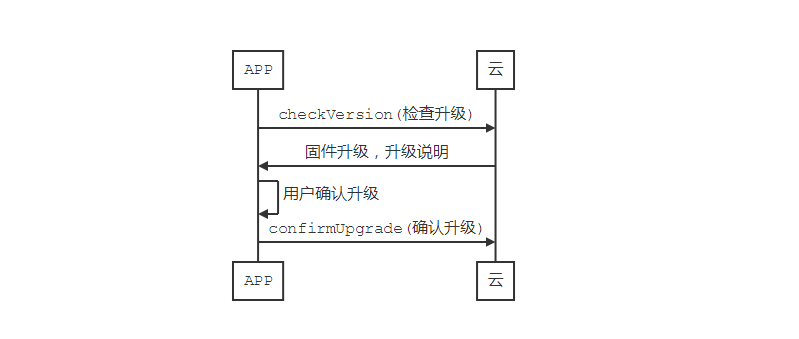 APP
云
checkVersion(检查升级)
固件升级，升级说明
用户确认升级
confirmUpgrade(确认升级)
APP
云